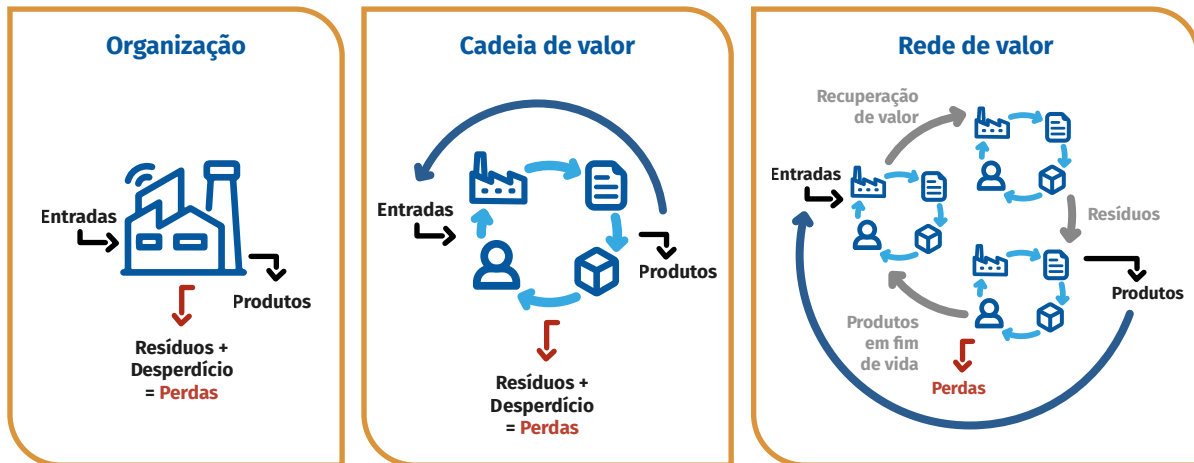 Organização
Entradas
Produtos
Resíduos +
Desperdício
= Perdas
Cadeia de valor
Entradas
Produtos
Resíduos +
Desperdício
= Perdas
Rede de valor
Recuperação
de valor
Entradas
Resíduos
Produtos
Produtos
em fim
de vida
Perdas